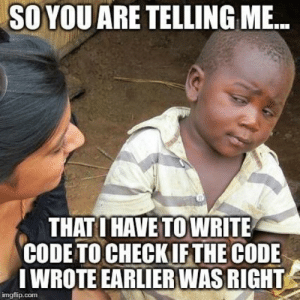 SO YOU ARE TELLING ME...
THAT I HAVE TO WRITE
CODE TO CHECK IF THE CODE
I WROTE EARLIER WAS RIGHT
imgflip.com